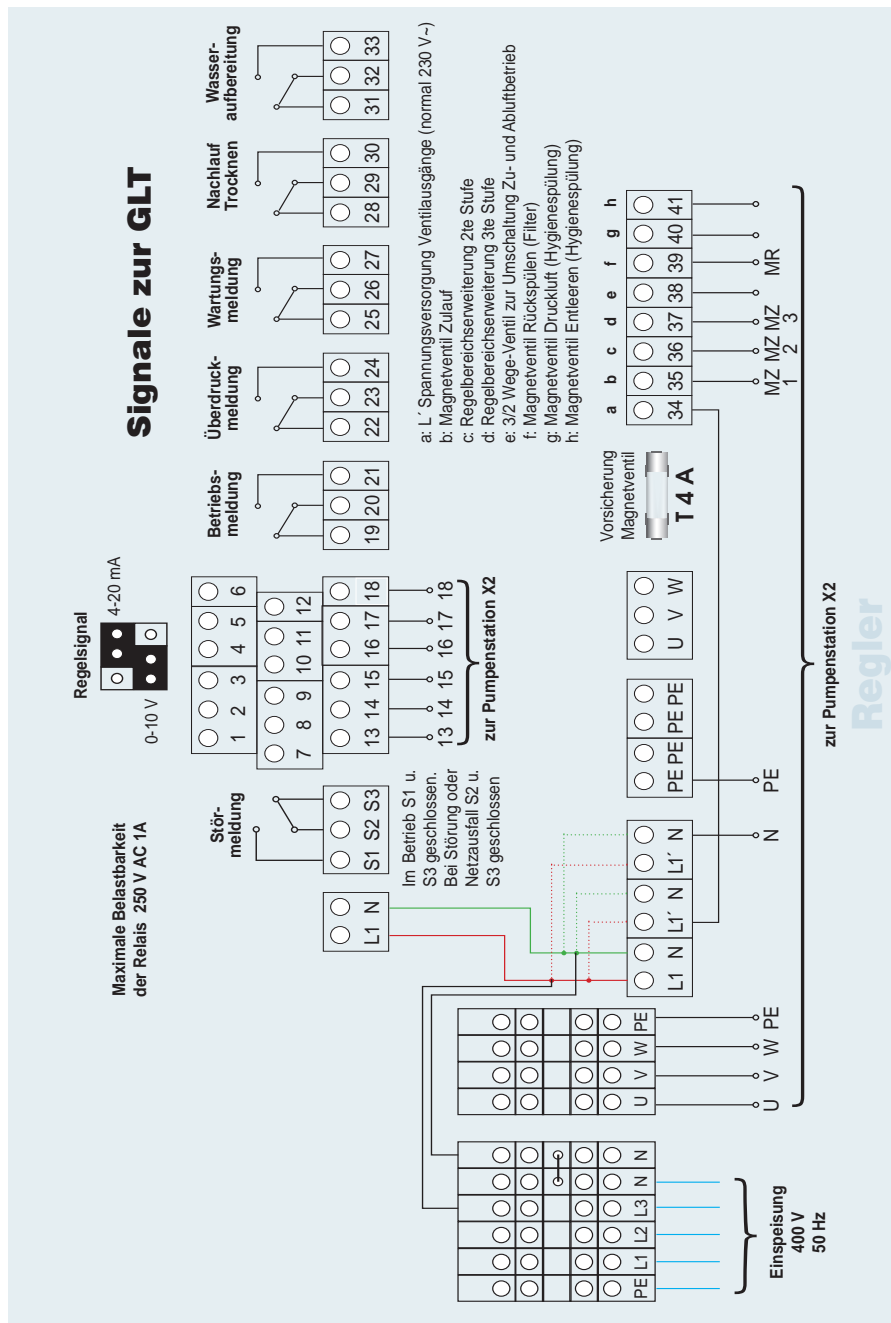 Signale zur GLT
Maximale Belastbarkeit
der Relais 250 V AC 1A
Regelsignal
4-20 mA
0-10 V
Stör-
meldung
Betriebs-
meldung
Überdruck-
meldung
Wartungs-
meldung
Nachlauf
Trocknen
Wasser-
aufbereitung
L1 N
S1 S2 S3
1 2 3 4 5 6
7 8 9 10 11 12
13 14 15 16 17 18
13 14 15 16 17 18
zur Pumpenstation X2
19 20 21
22 23 24
25 26 27
28 29 30
31 32 33
Im Betrieb S1 u.
S3 geschlossen.
Bei Störung oder
Netzausfall S2 u.
S3 geschlossen
a: L´ Spannungsversorgung Ventilausgänge (normal 230 V~)
b: Magnetventil Zulauf
c: Regelbereichserweiterung 2te Stufe
d: Regelbereichserweiterung 3te Stufe
e: 3/2 Wege-Ventil zur Umschaltung Zu- und Abluftbetrieb
f: Magnetventil Rückspülen (Filter)
g: Magnetventil Druckluft (Hygienespülung)
h: Magnetventil Entleeren (Hygienespülung)
Vorsicherung
Magnetventil
T 4 A
a b c d e f g h
PE L1 L2 L3 N N
U V W PE
L1 N L1´ N L1´ N
PE PE PE PE
U V W
34 35 36 37 38 39 40 41
U V W PE
N
PE
MZ MZ MZ
1 2 3
MR
Einspeisung
400 V
50 Hz
zur Pumpenstation X2
Regler